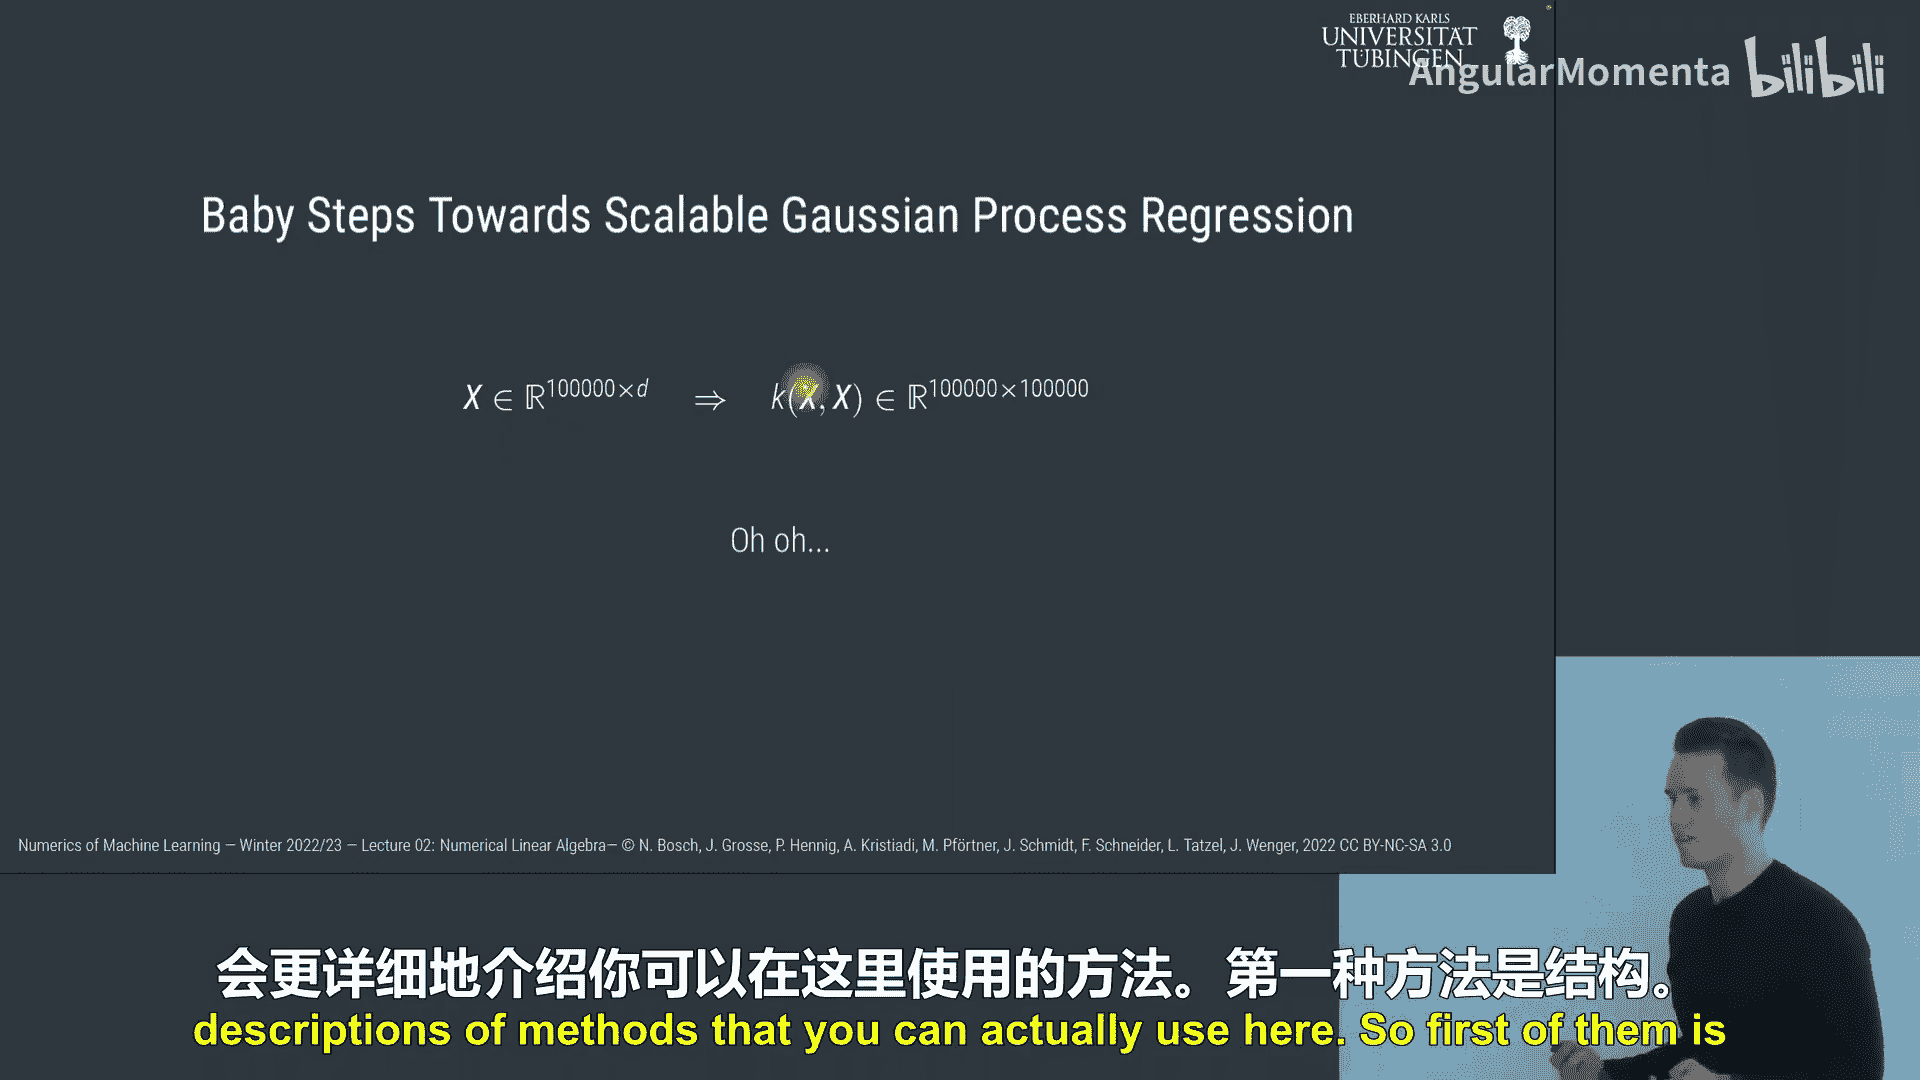 EBERHARD KARLS
UNIVERSITÄT
TÜBINGEN
AngularMomenta bilibili
Baby Steps Towards Scalable Gaussian Process Regression
X ∈ ℝ^{100000×d} ⇒ k(X, X) ∈ ℝ^{100000×100000}
Oh oh...
Numerics of Machine Learning — Winter 2022/23 — Lecture 02: Numerical Linear Algebra— © N. Bosch, J. Grosse, P. Hennig, A. Kristiadi, M. Pförtner, J. Schmidt, F. Schneider, L. Tatzel, J. Wenger, 2022 CC BY-NC-SA 3.0
会更详细地介绍你可以在这里使用的方法。第一种方法是结构。
descriptions of methods that you can actually use here. So first of them is